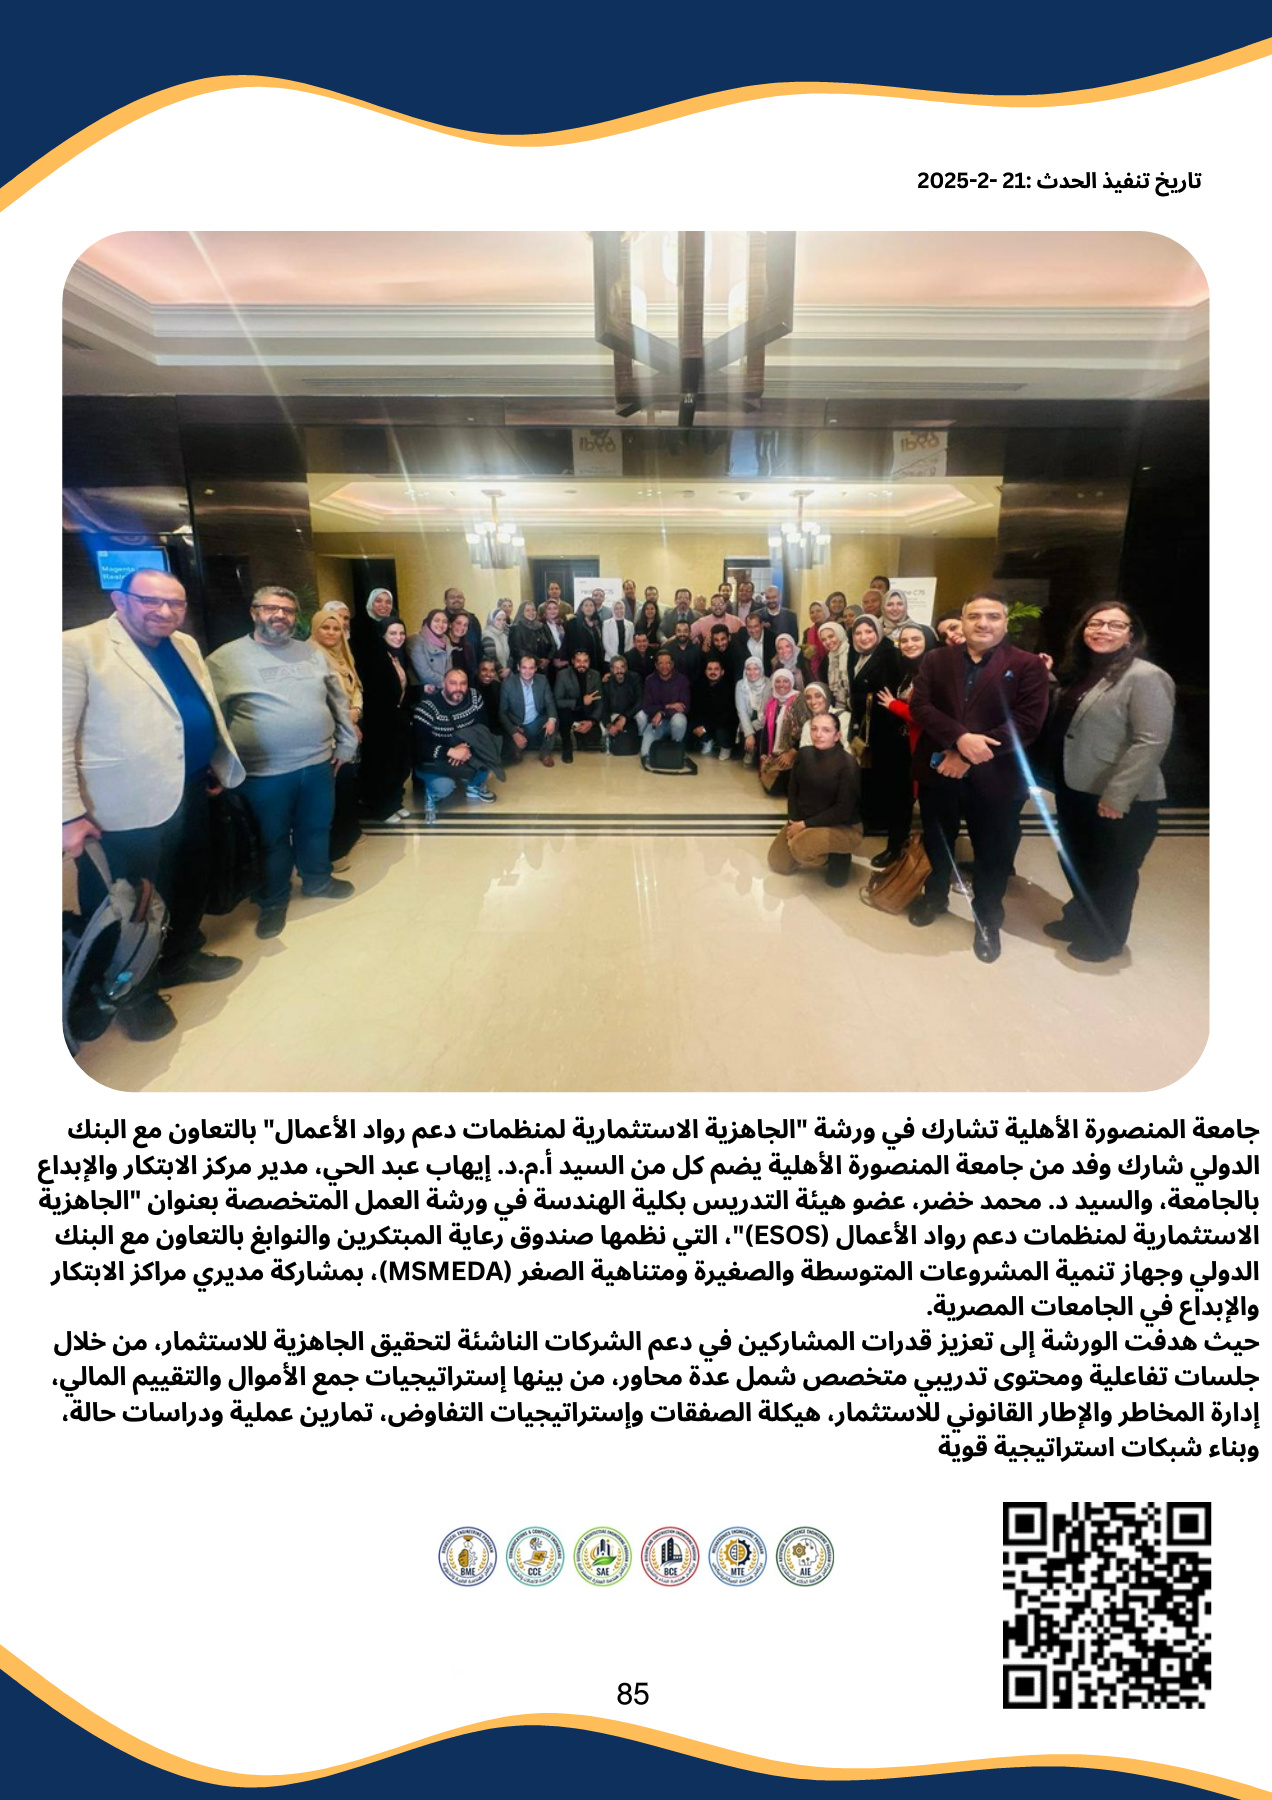 تاريخ تنفيذ الحدث :21 -2-2025
Magenta
جامعة المنصورة الأهلية تشارك في ورشة "الجاهزية الاستثمارية لمنظمات دعم رواد الأعمال" بالتعاون مع البنك
الدولي شارك وفد من جامعة المنصورة الأهلية يضم كل من السيد أ.م.د. إيهاب عبد الحي، مدير مركز الابتكار والإبداع
بالجامعة، والسيد د. محمد خضر، عضو هيئة التدريس بكلية الهندسة في ورشة العمل المتخصصة بعنوان "الجاهزية
الاستثمارية لمنظمات دعم رواد الأعمال (ESOS)"، التي نظمها صندوق رعاية المبتكرين والنوابغ بالتعاون مع البنك
الدولي وجهاز تنمية المشروعات المتوسطة والصغيرة ومتناهية الصغر (MSMEDA)، بمشاركة مديري مراكز الابتكار
والإبداع في الجامعات المصرية.
حيث هدفت الورشة إلى تعزيز قدرات المشاركين في دعم الشركات الناشئة لتحقيق الجاهزية للاستثمار، من خلال
جلسات تفاعلية ومحتوى تدريبي متخصص شمل عدة محاور، من بينها إستراتيجيات جمع الأموال والتقييم المالي،
إدارة المخاطر والإطار القانوني للاستثمار، هيكلة الصفقات وإستراتيجيات التفاوض، تمارين عملية ودراسات حالة،
وبناء شبكات استراتيجية قوية
BME
CCE
SAE
BCE
MTE
AIE
85